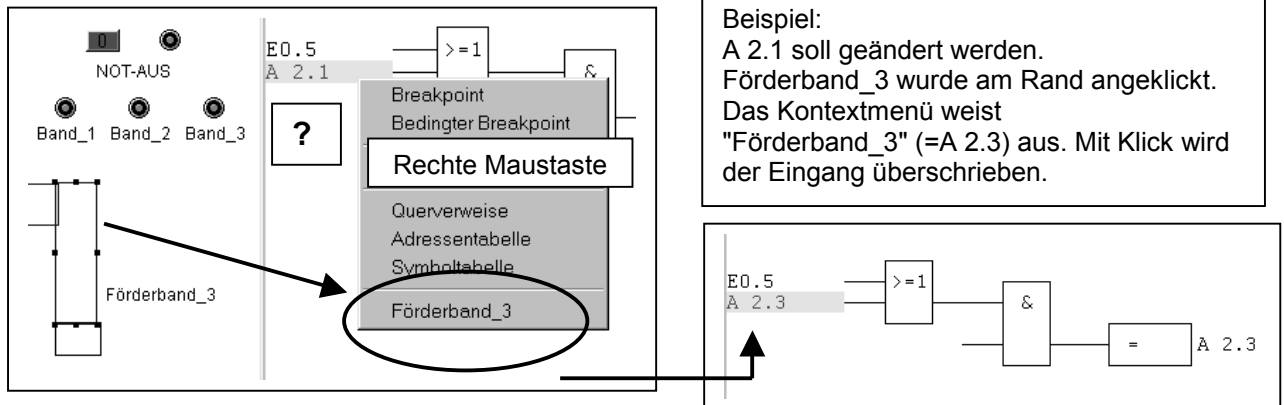 0
NOT-AUS
Band_1 Band_2 Band_3
Förderband_3
E0.5
A 2.1
>=1
&
?
Breakpoint
Bedingter Breakpoint
Rechte Maustaste
Querverweise
Adressentabelle
Symboltabelle
Förderband_3
Beispiel:
A 2.1 soll geändert werden.
Förderband_3 wurde am Rand angeklickt.
Das Kontextmenü weist
"Förderband_3" (=A 2.3) aus. Mit Klick wird
der Eingang überschrieben.
E0.5
A 2.3
>=1
&
=
A 2.3